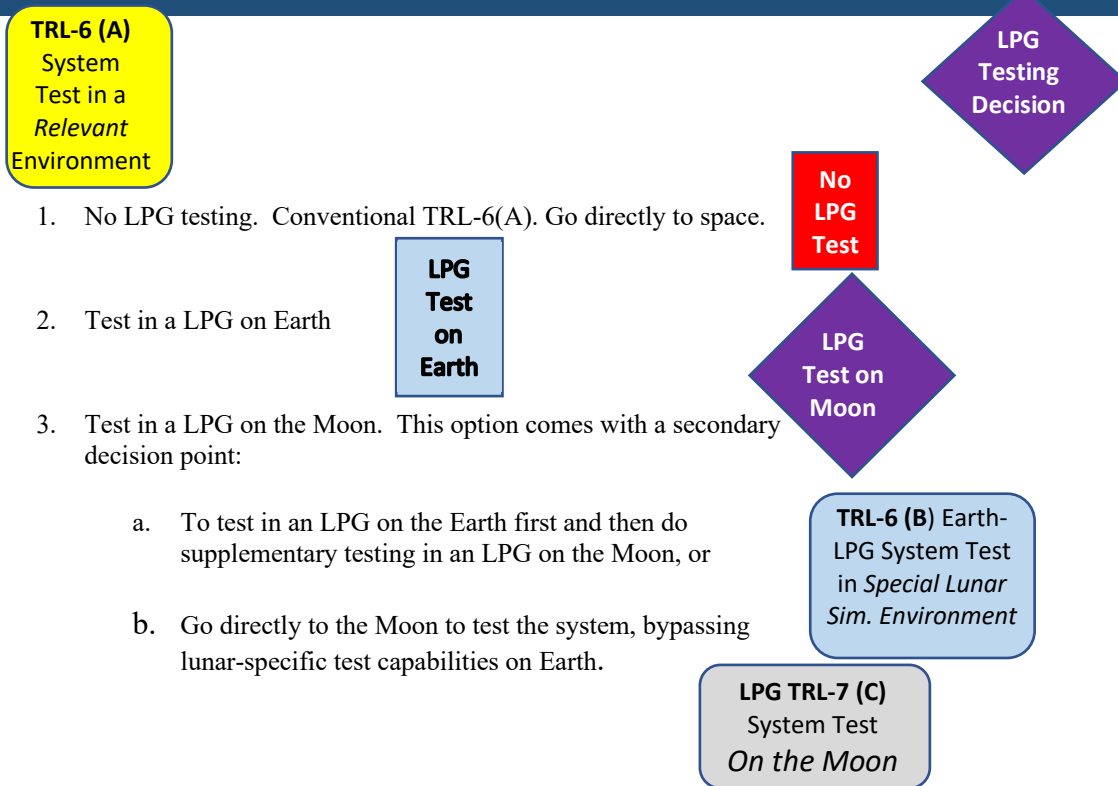 TRL-6 (A)
System
Test in a
Relevant
Environment
LPG
Testing
Decision
1. No LPG testing. Conventional TRL-6(A). Go directly to space.
No
LPG
Test
2. Test in a LPG on Earth
LPG
Test
on
Earth
LPG
Test on
Moon
3. Test in a LPG on the Moon. This option comes with a secondary
decision point:
a. To test in an LPG on the Earth first and then do
supplementary testing in an LPG on the Moon, or
TRL-6 (B) Earth-
LPG System Test
in Special Lunar
Sim. Environment
b. Go directly to the Moon to test the system, bypassing
lunar-specific test capabilities on Earth.
LPG TRL-7 (C)
System Test
On the Moon